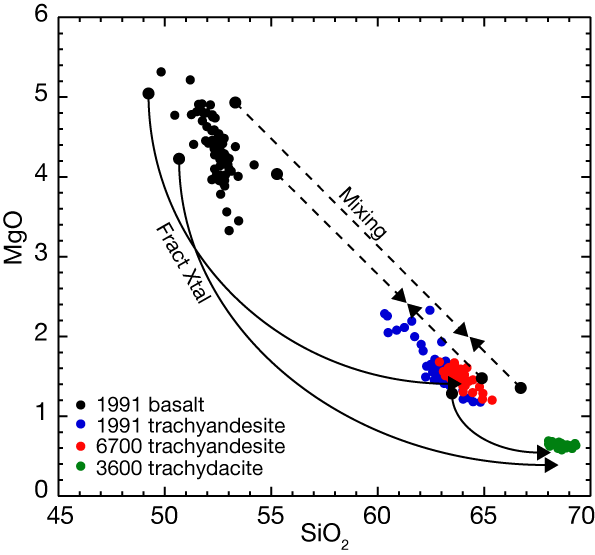 6
5
4
3
2
1
0
MgO
Mixing
Fract Xtal
1991 basalt
1991 trachyandesite
6700 trachyandesite
3600 trachydacite
45 50 55 60 65 70
SiO₂